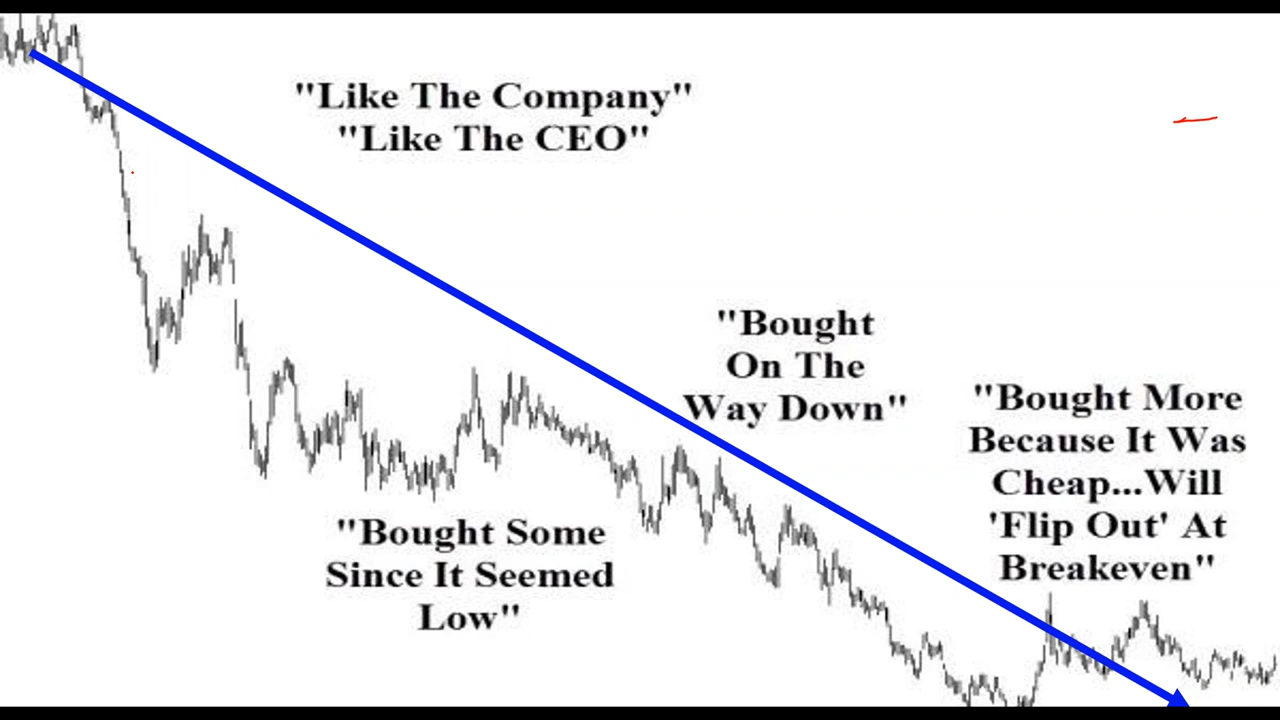 "Like The Company"
"Like The CEO"
"Bought
On The
Way Down"
"Bought More
Because It Was
Cheap...Will
'Flip Out' At
Breakeven"
"Bought Some
Since It Seemed
Low"